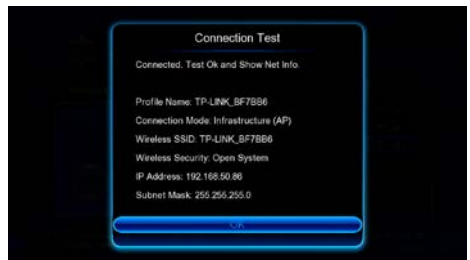 Connection Test
Connected. Test Ok and Show Net Info.
Profile Name: TP-LINK_BF7BB6
Connection Mode: Infrastructure (AP)
Wireless SSID: TP-LINK_BF7BB6
Wireless Security: Open System
IP Address: 192.168.50.86
Subnet Mask: 255.255.255.0
OK